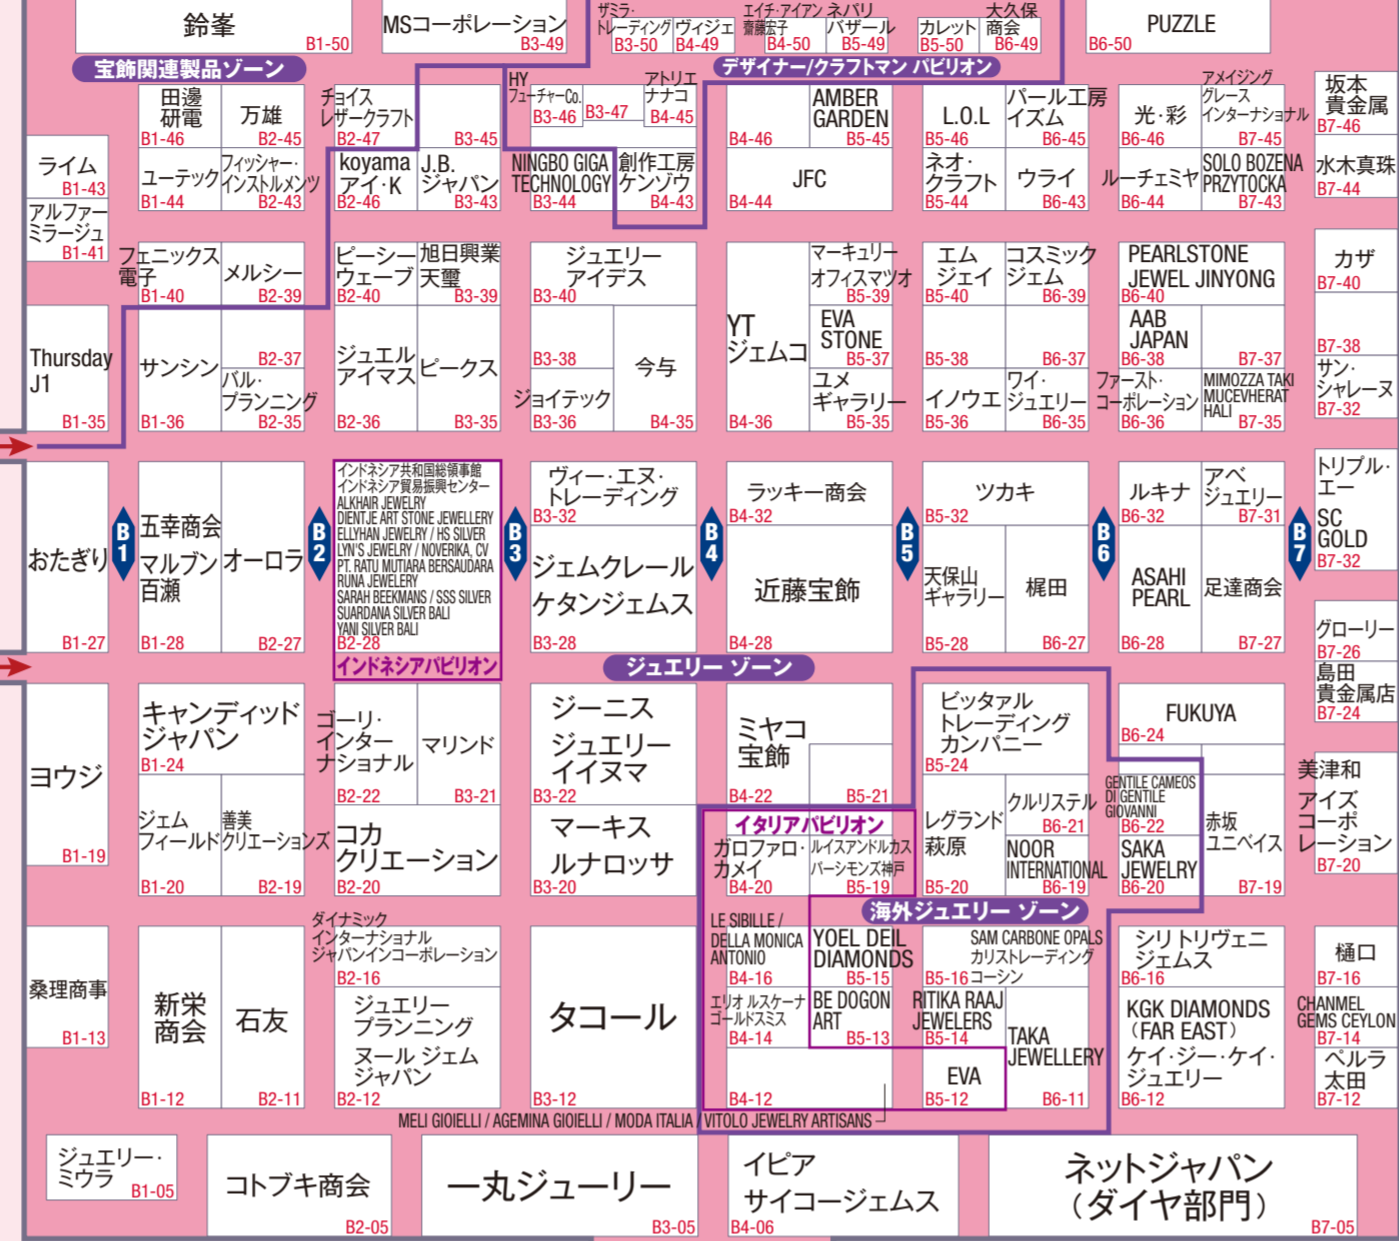 鈴峯
B1-50
MSコーポレーション
B3-49
ザミラ・
トレーディング
B3-50
ヴィジェ
B4-49
エイチ・アイアン
齋藤宏子
B4-50
ネパリ
バザール
B5-49
カレット
B5-50
大久保
商会
B6-49
PUZZLE
B6-50
宝飾関連製品ゾーン
デザイナー/クラフトマン パビリオン
田邊
研電
B1-46
万雄
B2-45
チョイス
レザークラフト
B2-47
B3-45
HY
フューチャーCo.
B3-46
B3-47
アトリエ
ナナコ
B4-45
B4-46
AMBER
GARDEN
B5-45
L.O.L
B5-46
パール工房
イズム
B6-45
光・彩
B6-46
アメイジング
グレース
インターナショナル
B7-45
坂本
貴金属
B7-46
ライム
B1-43
ユーテック
B1-44
フィッシャー・
インストルメンツ
B2-43
koyama
アイ・K
B2-46
J.B.
ジャパン
B3-43
NINGBO GIGA
TECHNOLOGY
B3-44
創作工房
ケンゾウ
B4-43
JFC
B4-44
ネオ・
クラフト
B5-44
ウライ
B6-43
ルーチェミヤ
B6-44
SOLO BOZENA
PRZYTOCKA
B7-43
水木真珠
B7-44
アルファー
ミラージュ
B1-41
フェニックス
電子
B1-40
メルシー
B2-39
ピーシー
ウェーブ
B2-40
旭日興業
天璽
B3-39
ジュエリー
アイデス
B3-40
YT
ジェムコ
B4-36
マーキュリー
オフィスマツオ
B5-39
エム
ジェイ
B5-40
コスミック
ジェム
B6-39
PEARLSTONE
JEWEL JINYONG
B6-40
カザ
B7-40
Thursday
J1
B1-35
サンシン
B1-36
B2-37
バル・
プランニング
B2-35
ジュエル
アイマス
B2-36
ピークス
B3-35
B3-38
ジョイテック
B3-36
今与
B4-35
EVA
STONE
B5-37
ユメ
ギャラリー
B5-35
B5-38
B6-37
イノウエ
B5-36
ワイ・
ジュエリー
B6-35
AAB
JAPAN
B6-38
B7-37
ファースト・
コーポレーション
B6-36
MIMOZZA TAKI
MUCEVHERAT
HALI
B7-35
B7-38
サン・
シャレーヌ
B7-32
おたぎり
B1-27
B1
五幸商会
マルブン
百瀬
B1-28
オーロラ
B2-27
B2
インドネシア共和国総領事館
インドネシア貿易振興センター
ALKHAIR JEWELRY
DIENTJE ART STONE JEWELLERY
ELLYHAN JEWELRY / HS SILVER
LYN'S JEWELRY / NOVERIKA, CV
PT. RATU MUTIARA BERSAUDARA
RUNA JEWELERY
SARAH BEEKMANS / SSS SILVER
SUARDANA SILVER BALI
YANI SILVER BALI
B2-28
インドネシアパビリオン
B3
ヴィー・エヌ・
トレーディング
B3-32
ジェムクレール
ケタンジェムス
B3-28
B4
ラッキー商会
B4-32
近藤宝飾
B4-28
B5
ツカキ
B5-32
天保山
ギャラリー
B5-28
梶田
B6-27
B6
ルキナ
B6-32
アベ
ジュエリー
B7-31
ASAHI
PEARL
B6-28
足達商会
B7-27
B7
トリプル・
エー
SC
GOLD
B7-32
グローリー
B7-26
島田
貴金属店
B7-24
ジュエリー ゾーン
ヨウジ
B1-19
キャンディッド
ジャパン
B1-24
ゴーリ・
インター
ナショナル
B2-22
マリンド
B3-21
ジーニス
ジュエリー
イイヌマ
B3-22
ミヤコ
宝飾
B4-22
B5-21
ビッタァル
トレーディング
カンパニー
B5-24
FUKUYA
B6-24
ジェム
フィールド
B1-20
善美
クリエーションズ
B2-19
コカ
クリエーション
B2-20
マーキス
ルナロッサ
B3-20
イタリアパビリオン
ガロファロ・
カメイ
B4-20
ルイスアンドルカス
パーシモンズ神戸
B5-19
レグランド
萩原
B5-20
クルリステル
B6-21
NOOR
INTERNATIONAL
B6-19
GENTILE CAMEOS
DI GENTILE
GIOVANNI
B6-22
SAKA
JEWELRY
B6-20
赤坂
ユニベイス
B7-19
美津和
アイズ
コーポ
レーション
B7-20
海外ジュエリー ゾーン
桑理商事
B1-13
新栄
商会
B1-12
石友
B2-11
ダイナミック
インターナショナル
ジャパンインコーポレーション
B2-16
ジュエリー
プランニング
ヌール ジェム
ジャパン
B2-12
タコール
B3-12
LE SIBILLE /
DELLA MONICA
ANTONIO
B4-16
YOEL DEIL
DIAMONDS
B5-15
エリオ ルスケーナ
ゴールドスミス
B4-14
BE DOGON
ART
B5-13
B4-12
SAM CARBONE OPALS
カリストレーディング
コーシン
B5-16
RITIKA RAAJ
JEWELERS
B5-14
EVA
B5-12
TAKA
JEWELLERY
B6-11
シリ トリヴェニ
ジェムス
B6-16
KGK DIAMONDS
(FAR EAST)
ケイ・ジー・ケイ・
ジュエリー
B6-12
樋口
B7-16
CHANMEL
GEMS CEYLON
B7-14
ペルラ
太田
B7-12
MELI GIOIELLI / AGEMINA GIOIELLI / MODA ITALIA / VITOLO JEWELRY ARTISANS
ジュエリー・
ミウラ
B1-05
コトブキ商会
B2-05
一丸ジューリー
B3-05
イピア
サイコージェムス
B4-06
ネットジャパン
(ダイヤ部門)
B7-05